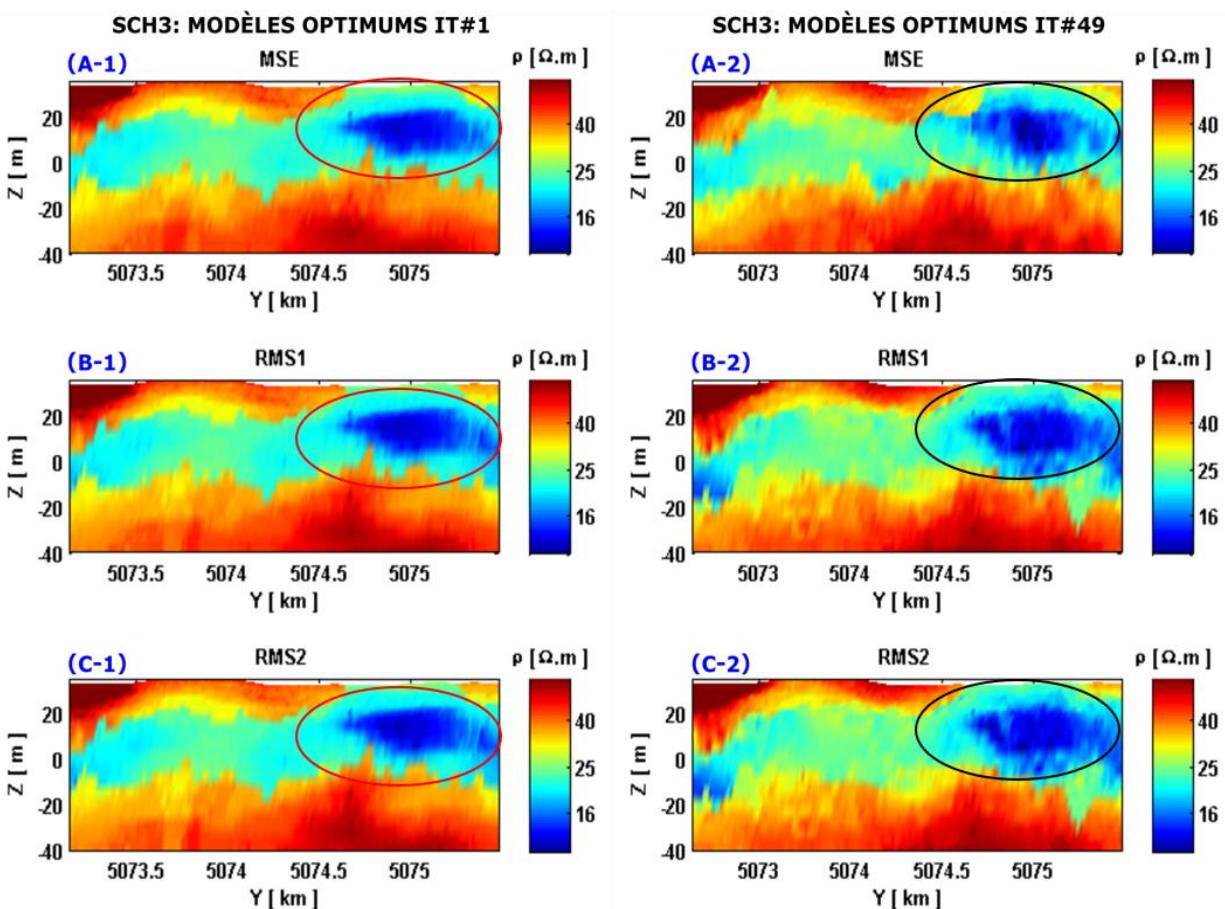 SCH3: MODÈLES OPTIMUMS IT#1
(A-1)
MSE
ρ [ Ω.m ]
Z [ m ]
20
0
-20
-40
40
25
16
5073.5 5074 5074.5 5075
Y [ km ]
(B-1)
RMS1
ρ [ Ω.m ]
Z [ m ]
20
0
-20
-40
40
25
16
5073.5 5074 5074.5 5075
Y [ km ]
(C-1)
RMS2
ρ [ Ω.m ]
Z [ m ]
20
0
-20
-40
40
25
16
5073.5 5074 5074.5 5075
Y [ km ]
SCH3: MODÈLES OPTIMUMS IT#49
(A-2)
MSE
ρ [ Ω.m ]
Z [ m ]
20
0
-20
-40
40
25
16
5073 5074 5074.5 5075
Y [ km ]
(B-2)
RMS1
ρ [ Ω.m ]
Z [ m ]
20
0
-20
-40
40
25
16
5073 5074 5074.5 5075
Y [ km ]
(C-2)
RMS2
ρ [ Ω.m ]
Z [ m ]
20
0
-20
-40
40
25
16
5073 5074 5074.5 5075
Y [ km ]